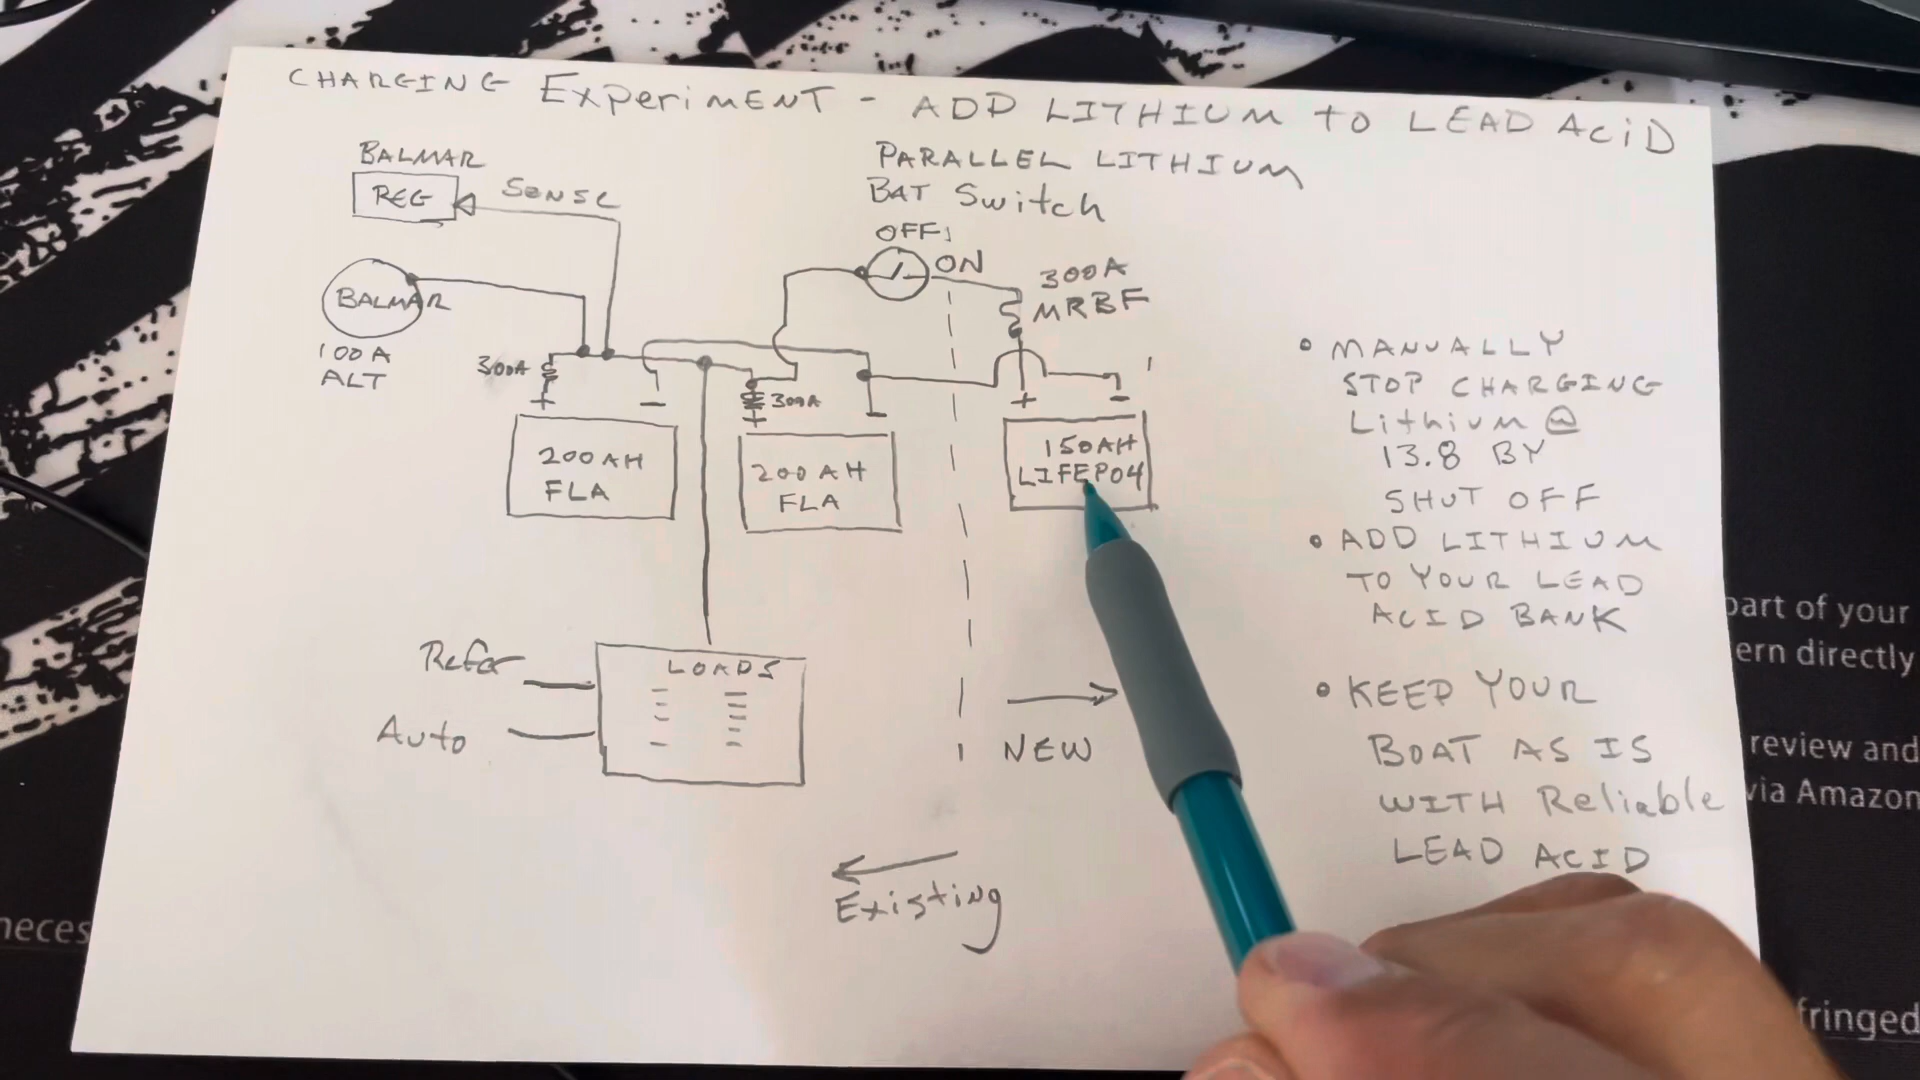 CHARGING Experiment - ADD LITHIUM TO LEAD ACID
BALMAR
REG
SENSE
PARALLEL LITHIUM
BAT Switch
OFF
ON
300A
MRBF
BALMAR
100A
ALT
300A
+
-
300A
+
-
+
-
200AH
FLA
200AH
FLA
150AH
LIFEPO4
• MANUALLY
STOP CHARGING
Lithium @
13.8 BY
SHUT OFF
• ADD LITHIUM
TO YOUR LEAD
ACID BANK
• KEEP YOUR
BOAT AS IS
WITH Reliable
LEAD ACID
Refer
Auto
LOADS
NEW
Existing
part of your
ern directly
review and
via Amazon
neces
fringed